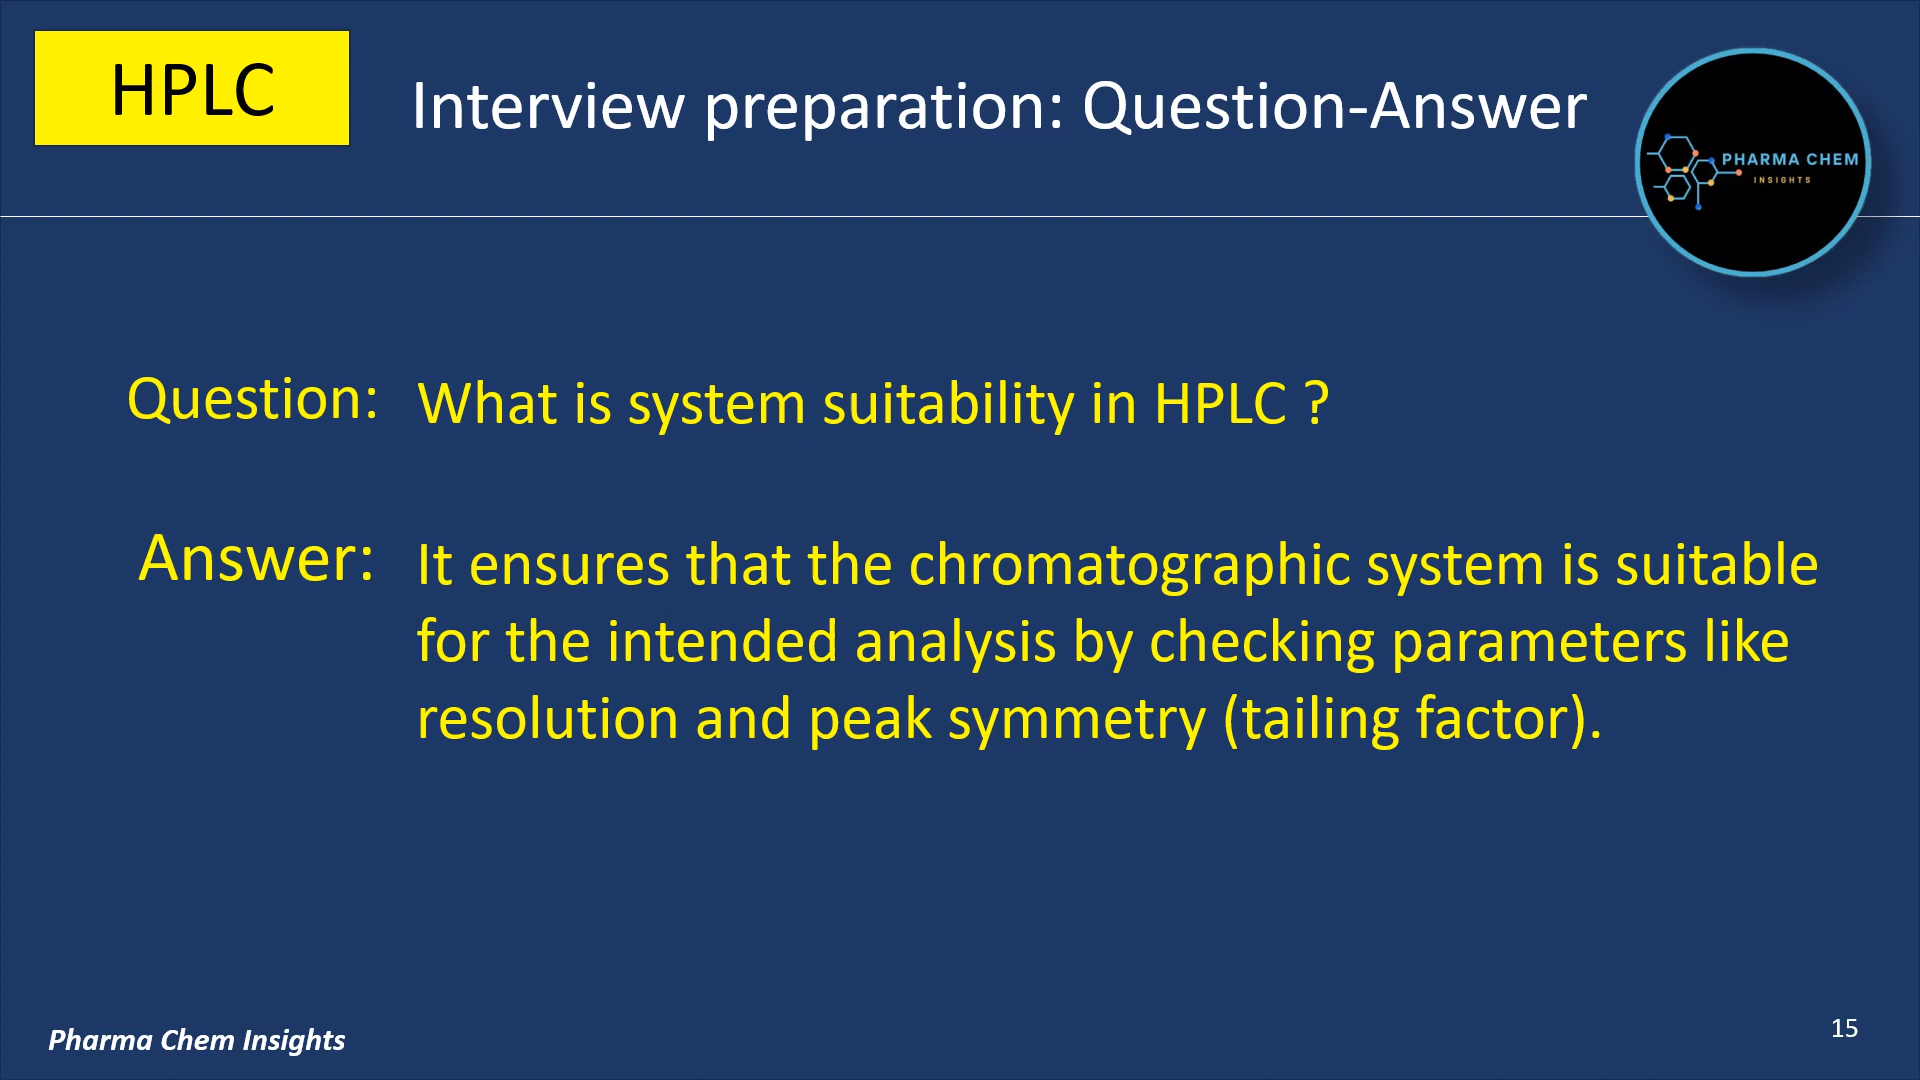 HPLC
Interview preparation: Question-Answer
PHARMA CHEM
INSIGHTS
Question: What is system suitability in HPLC ?
Answer: It ensures that the chromatographic system is suitable
for the intended analysis by checking parameters like
resolution and peak symmetry (tailing factor).
Pharma Chem Insights
15